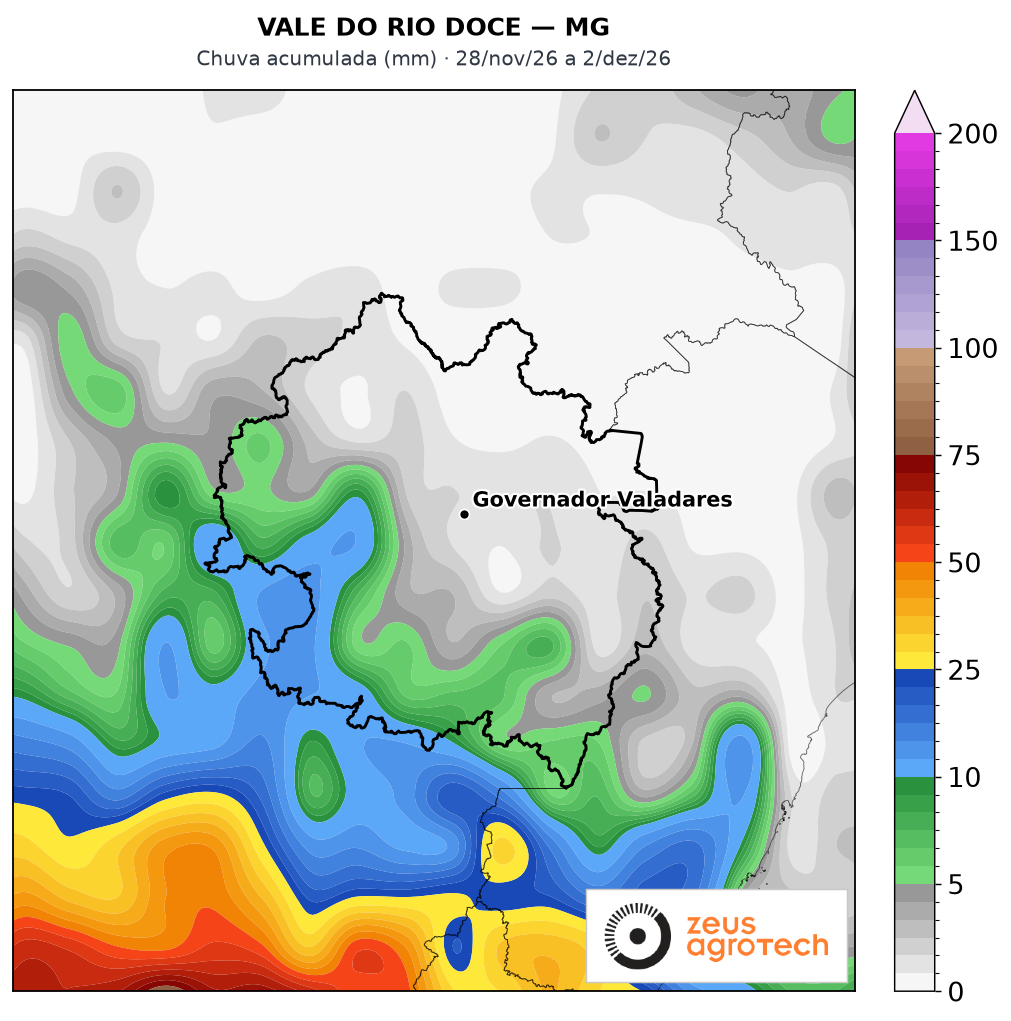 VALE DO RIO DOCE — MG
Chuva acumulada (mm) · 28/nov/26 a 2/dez/26
200
150
100
75
50
25
10
5
0
Governador Valadares
zeus
agrotech